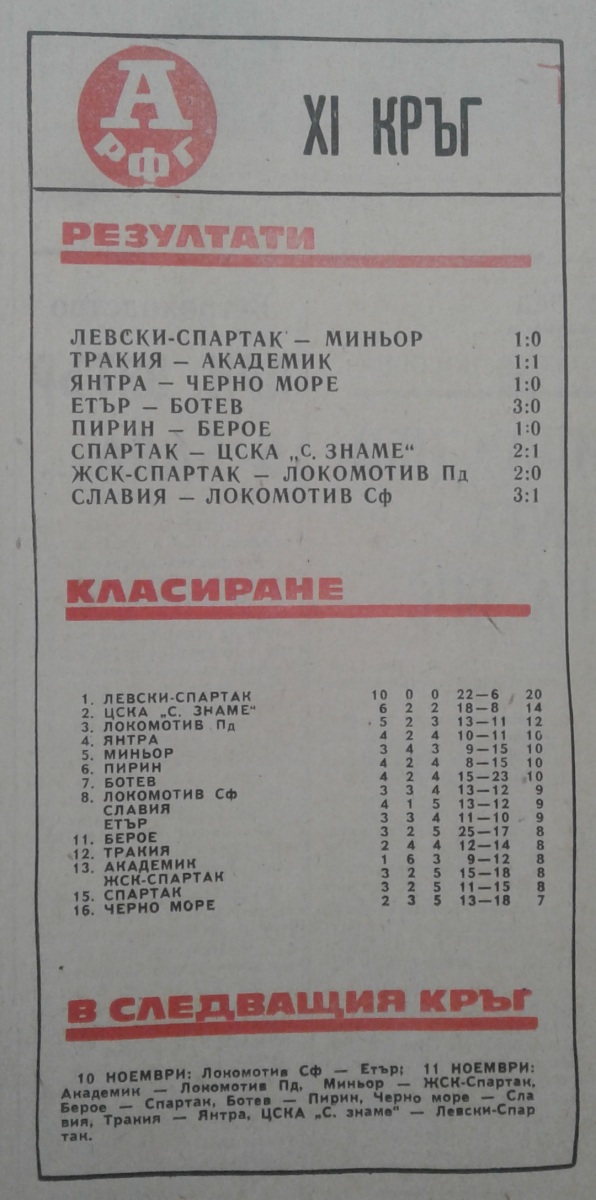 А
РФГ
XI КРЪГ
РЕЗУЛТАТИ
ЛЕВСКИ-СПАРТАК — МИНЬОР 1:0
ТРАКИЯ — АКАДЕМИК 1:1
ЯНТРА — ЧЕРНО МОРЕ 1:0
ЕТЪР — БОТЕВ 3:0
ПИРИН — БЕРОЕ 1:0
СПАРТАК — ЦСКА „С. ЗНАМЕ“ 2:1
ЖСК-СПАРТАК — ЛОКОМОТИВ Пд 2:0
СЛАВИЯ — ЛОКОМОТИВ Сф 3:1
КЛАСИРАНЕ
1. ЛЕВСКИ-СПАРТАК 10 0 0 22—6 20
2. ЦСКА „С. ЗНАМЕ“ 6 2 2 18—8 14
3. ЛОКОМОТИВ Пд 5 2 3 13—11 12
4. ЯНТРА 4 2 4 10—11 10
5. МИНЬОР 3 4 3 9—15 10
6. ПИРИН 4 2 4 8—15 10
7. БОТЕВ 4 2 4 15—23 10
8. ЛОКОМОТИВ Сф 3 3 4 13—12 9
СЛАВИЯ 4 1 5 13—12 9
ЕТЪР 3 3 4 11—10 9
11. БЕРОЕ 3 2 5 25—17 8
12. ТРАКИЯ 2 4 4 12—14 8
13. АКАДЕМИК 1 6 3 9—12 8
ЖСК-СПАРТАК 3 2 5 15—18 8
15. СПАРТАК 3 2 5 11—15 8
16. ЧЕРНО МОРЕ 2 3 5 13—18 7
В СЛЕДВАЩИЯ КРЪГ
10 НОЕМВРИ: Локомотив Сф — Етър; 11 НОЕМВРИ:
Академик — Локомотив Пд, Миньор — ЖСК-Спартак,
Берое — Спартак, Ботев — Пирин, Черно море — Сла
вия, Тракия — Янтра, ЦСКА „С. знаме“ — Левски-Спар
так.